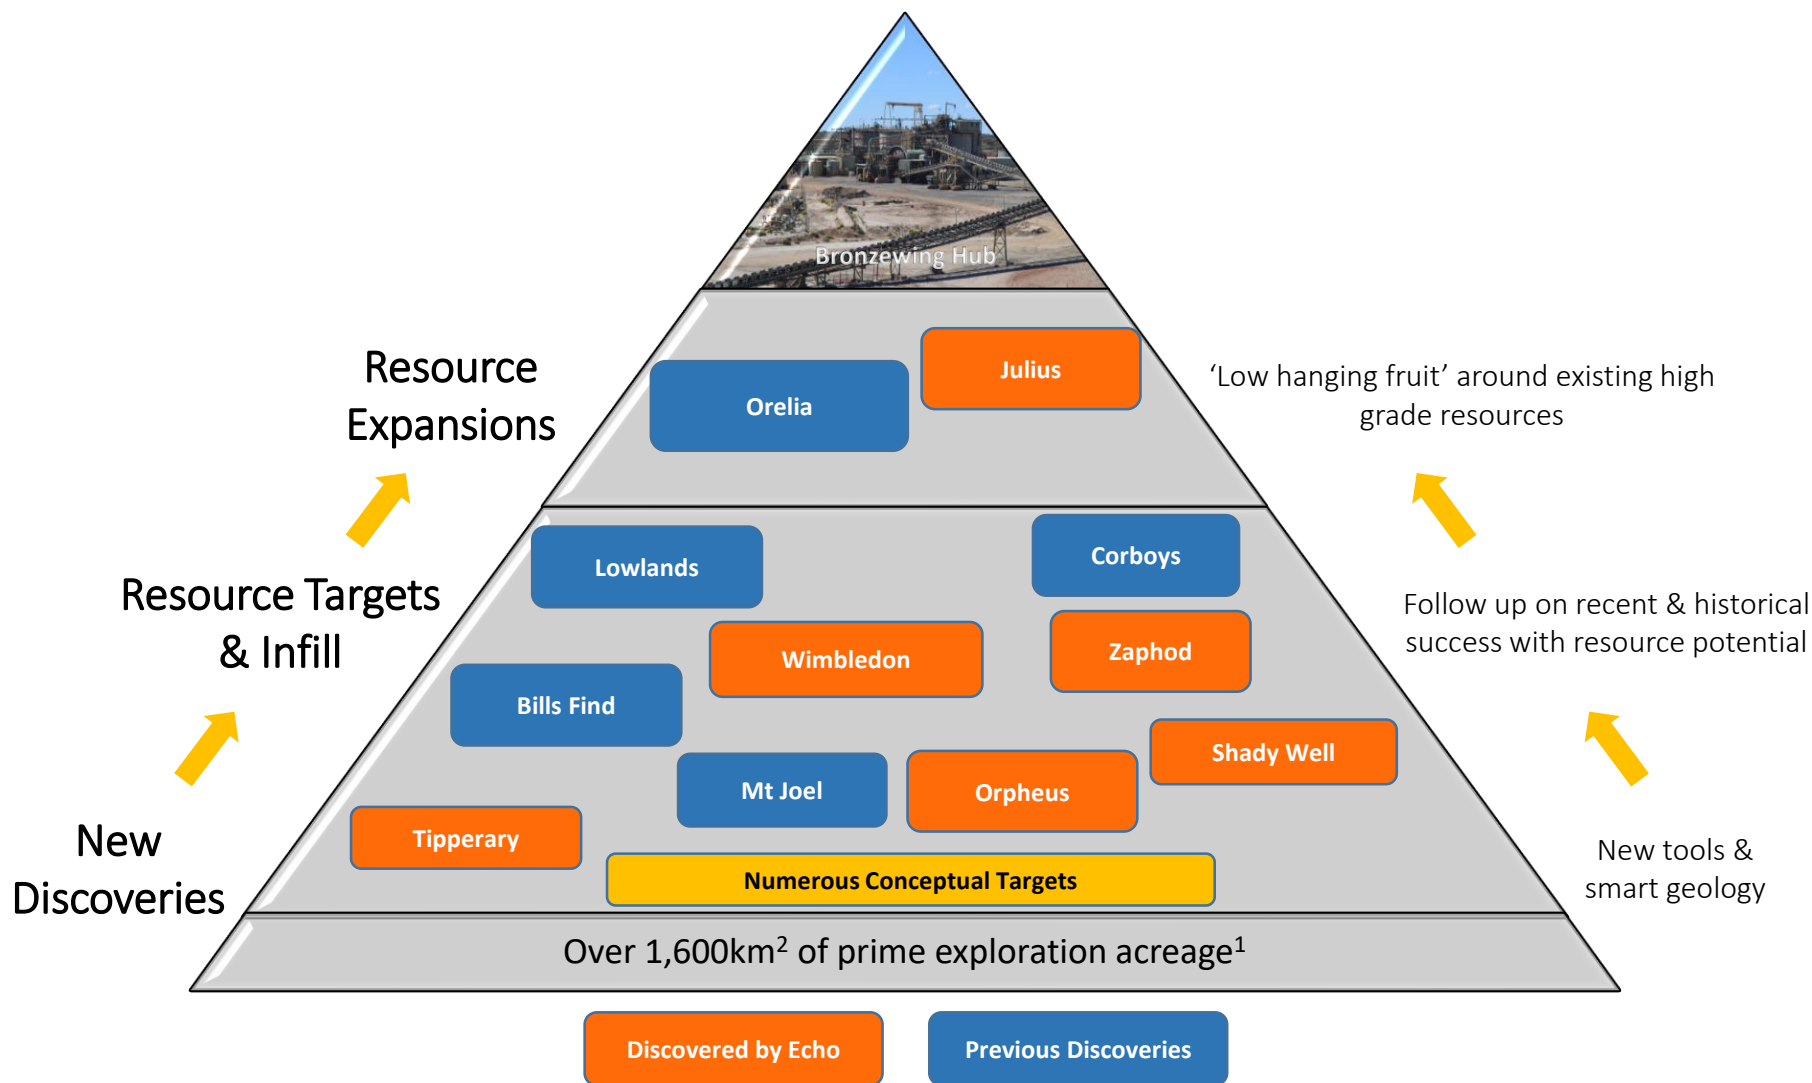 Bronzewing Hub
Resource
Expansions
Orelia
Julius
‘Low hanging fruit’ around existing high
grade resources
Resource Targets
& Infill
Lowlands
Corboys
Wimbledon
Zaphod
Bills Find
Shady Well
Mt Joel
Orpheus
Tipperary
Numerous Conceptual Targets
Follow up on recent & historical
success with resource potential
New
Discoveries
New tools &
smart geology
Over 1,600km² of prime exploration acreage¹
Discovered by Echo
Previous Discoveries